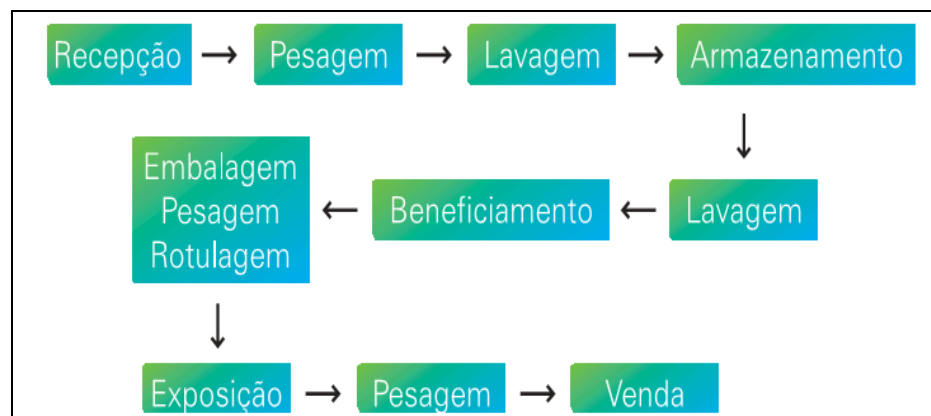 Recepção → Pesagem → Lavagem → Armazenamento
↓
Lavagem
←
Beneficiamento
←
Embalagem
Pesagem
Rotulagem
↓
Exposição → Pesagem → Venda